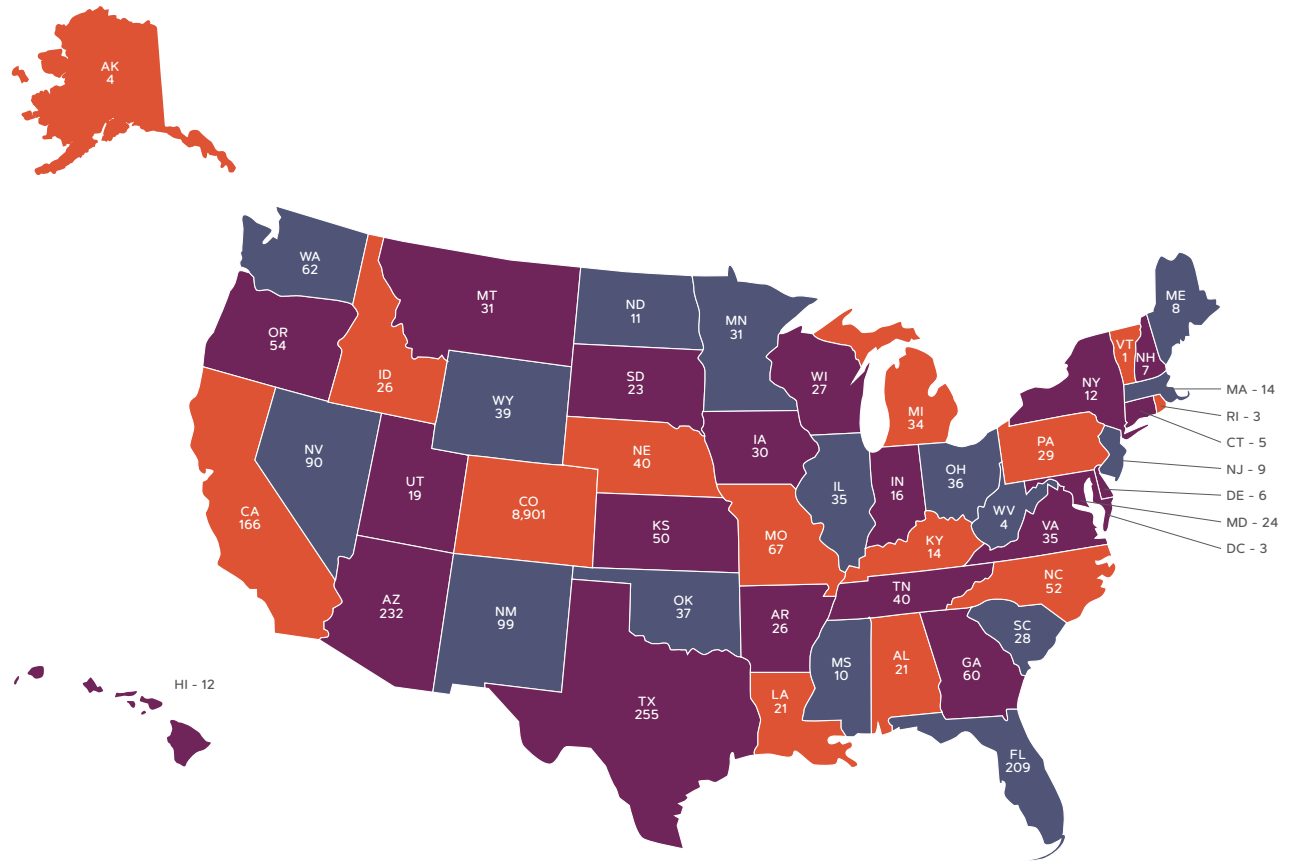 AK
4
WA
62
MT
31
ND
11
MN
31
ME
8
OR
54
ID
26
WY
39
SD
23
WI
27
MI
34
NY
12
VT
1
NH
7
MA - 14
RI - 3
CT - 5
NJ - 9
DE - 6
MD - 24
DC - 3
NV
90
UT
19
CO
8,901
NE
40
IA
30
IL
35
IN
16
OH
36
PA
29
WV
4
VA
35
CA
166
KS
50
MO
67
KY
14
NC
52
TN
40
AZ
232
NM
99
OK
37
AR
26
SC
28
MS
10
AL
21
GA
60
LA
21
TX
255
FL
209
HI - 12